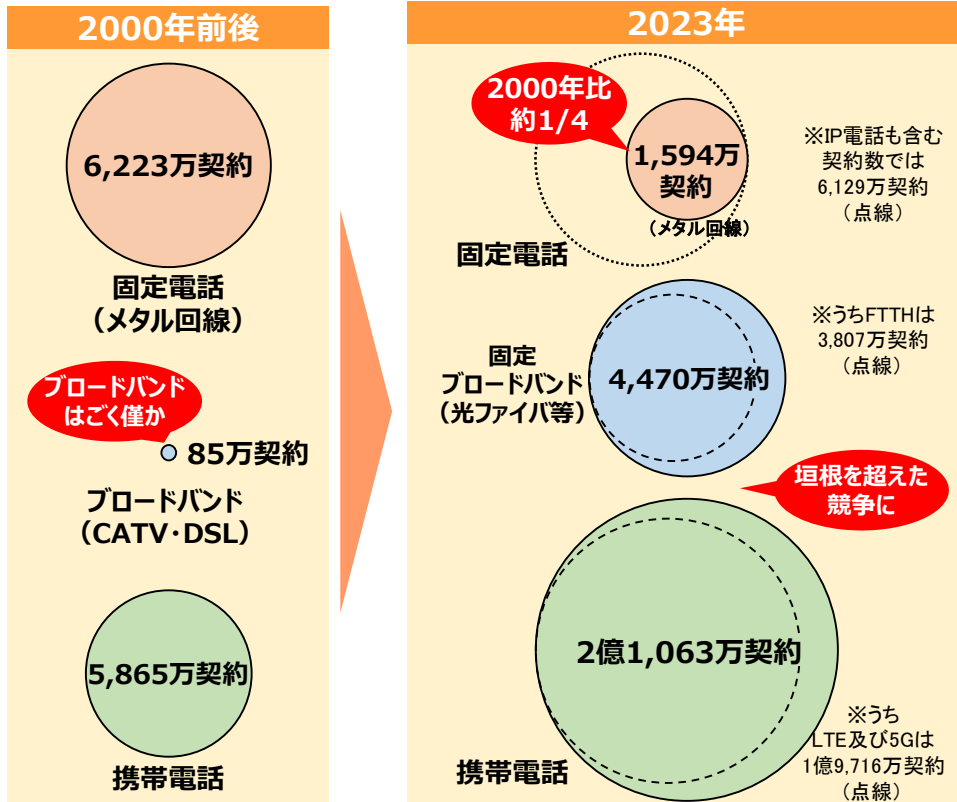 2000年前後
6,223万契約
固定電話
（メタル回線）
ブロードバンド
はごく僅か
85万契約
ブロードバンド
（CATV・DSL）
5,865万契約
携帯電話
2023年
2000年比
約1/4
1,594万
契約
（メタル回線）
固定電話
※IP電話も含む
契約数では
6,129万契約
（点線）
固定
ブロードバンド
（光ファイバ等）
4,470万契約
※うちFTTHは
3,807万契約
（点線）
垣根を超えた
競争に
2億1,063万契約
携帯電話
※うち
LTE及び5Gは
1億9,716万契約
（点線）